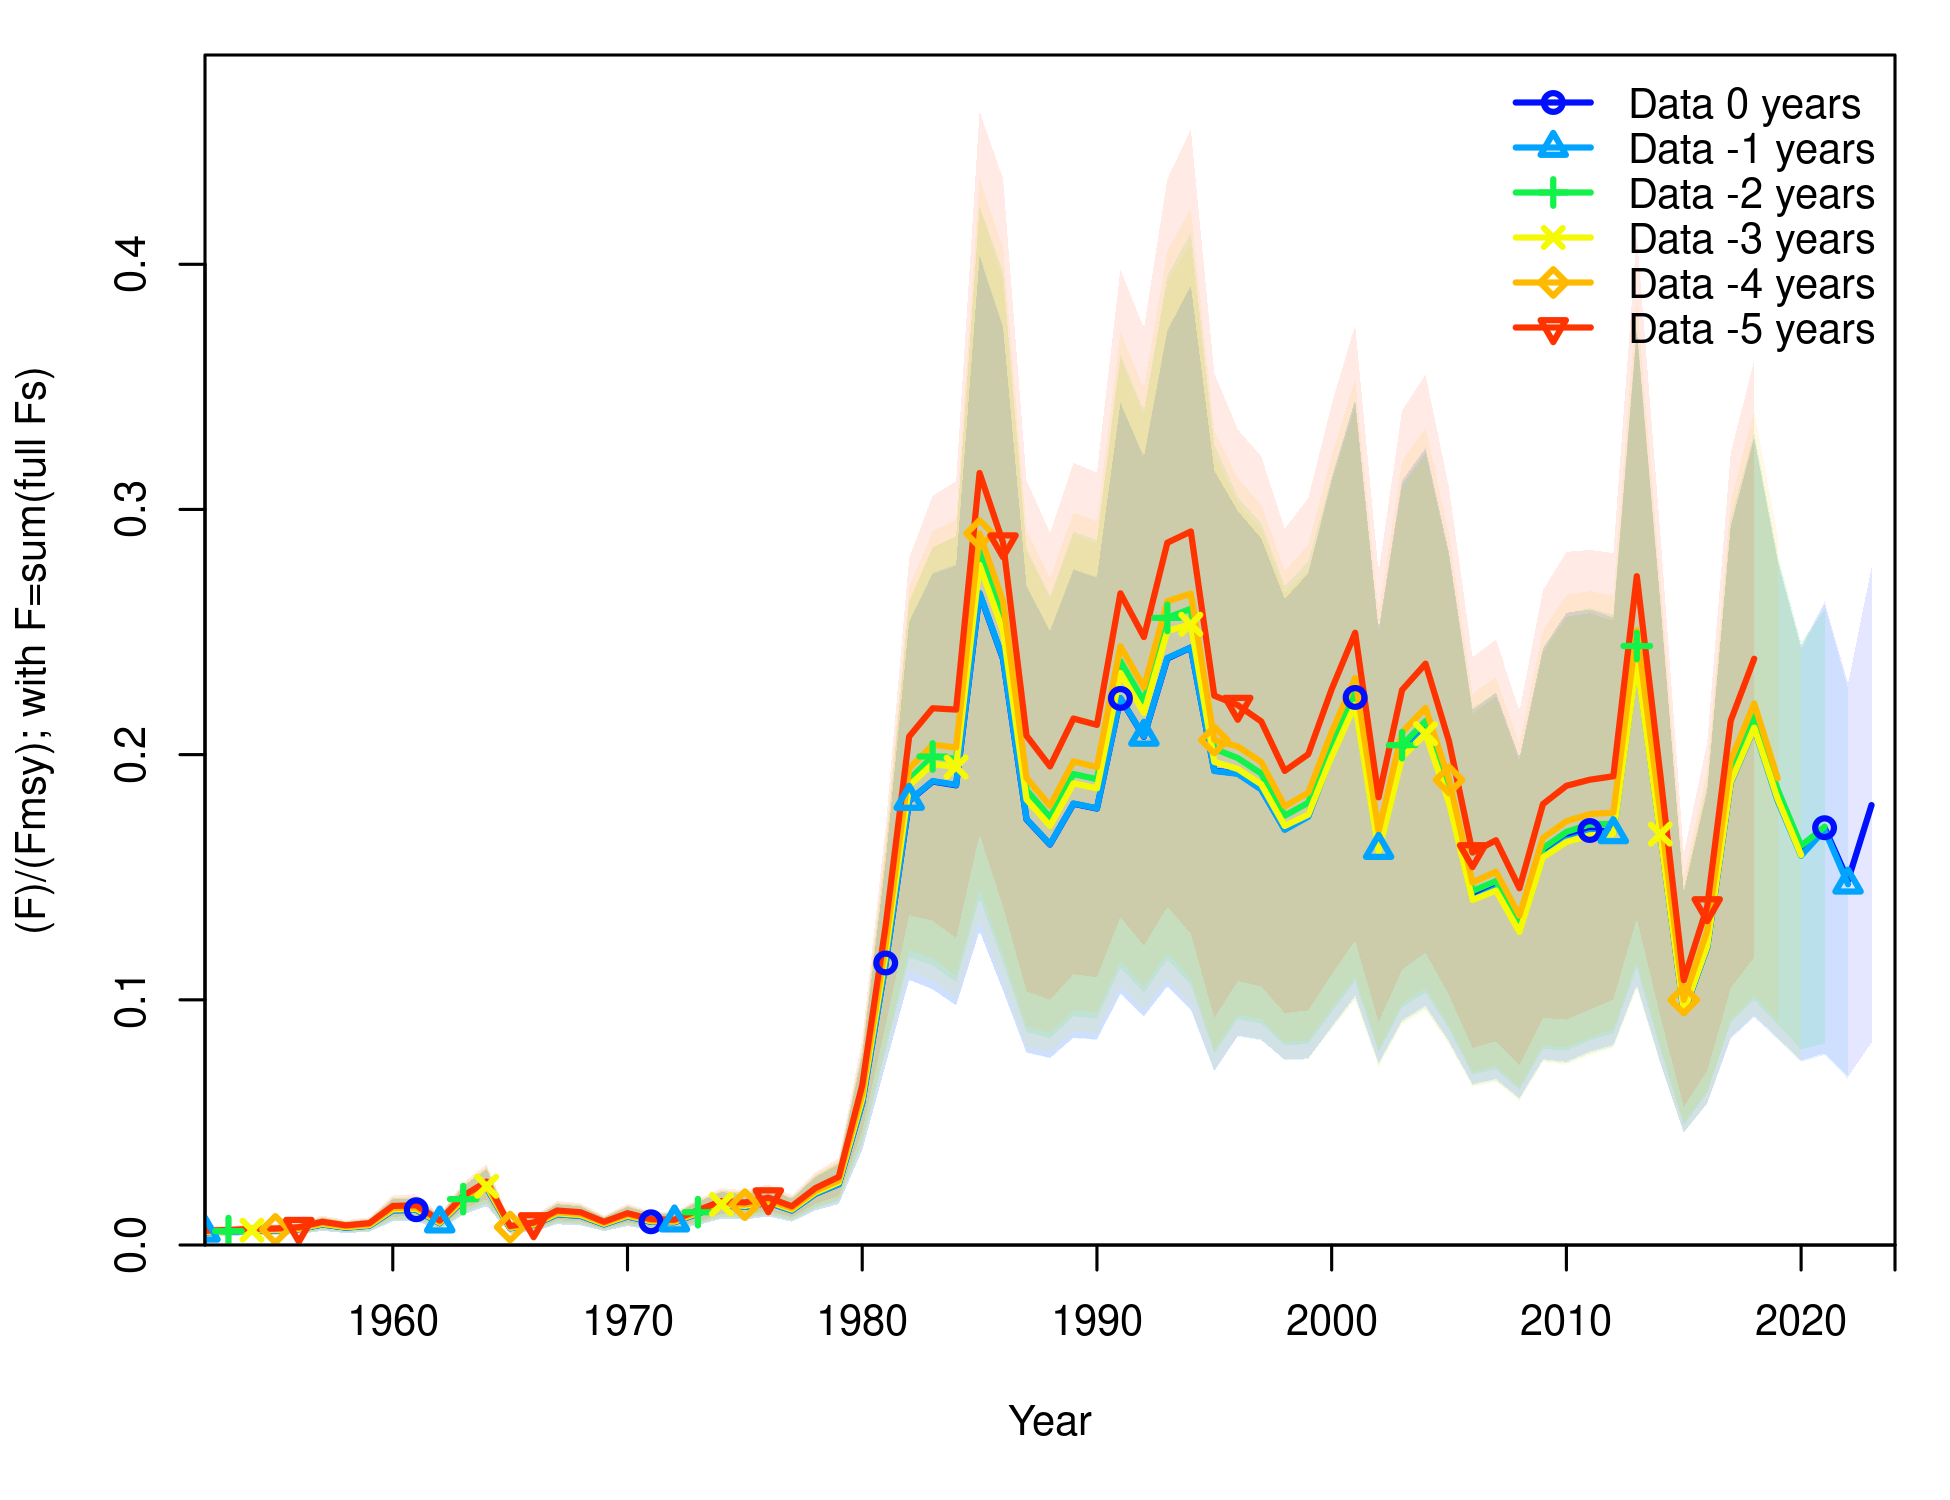 Data 0 years
Data -1 years
Data -2 years
Data -3 years
Data -4 years
Data -5 years
(F)/(Fmsy); with F=sum(full Fs)
0.4
0.3
0.2
0.1
0.0
1960 1970 1980 1990 2000 2010 2020
Year